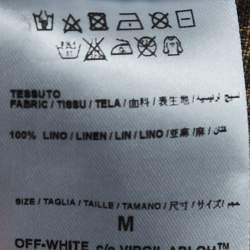 TESSUTO
FABRIC / TISSU / TELA / 面料 / 表生地 /
100% LINO / LINEN / LIN / LINO / 亚麻 / 麻 /
SIZE / TAGLIA / TAILLE / TAMANO / 尺寸 / サイズ /
M
OFF-WHITE c/o VIRGIL ABLOH™